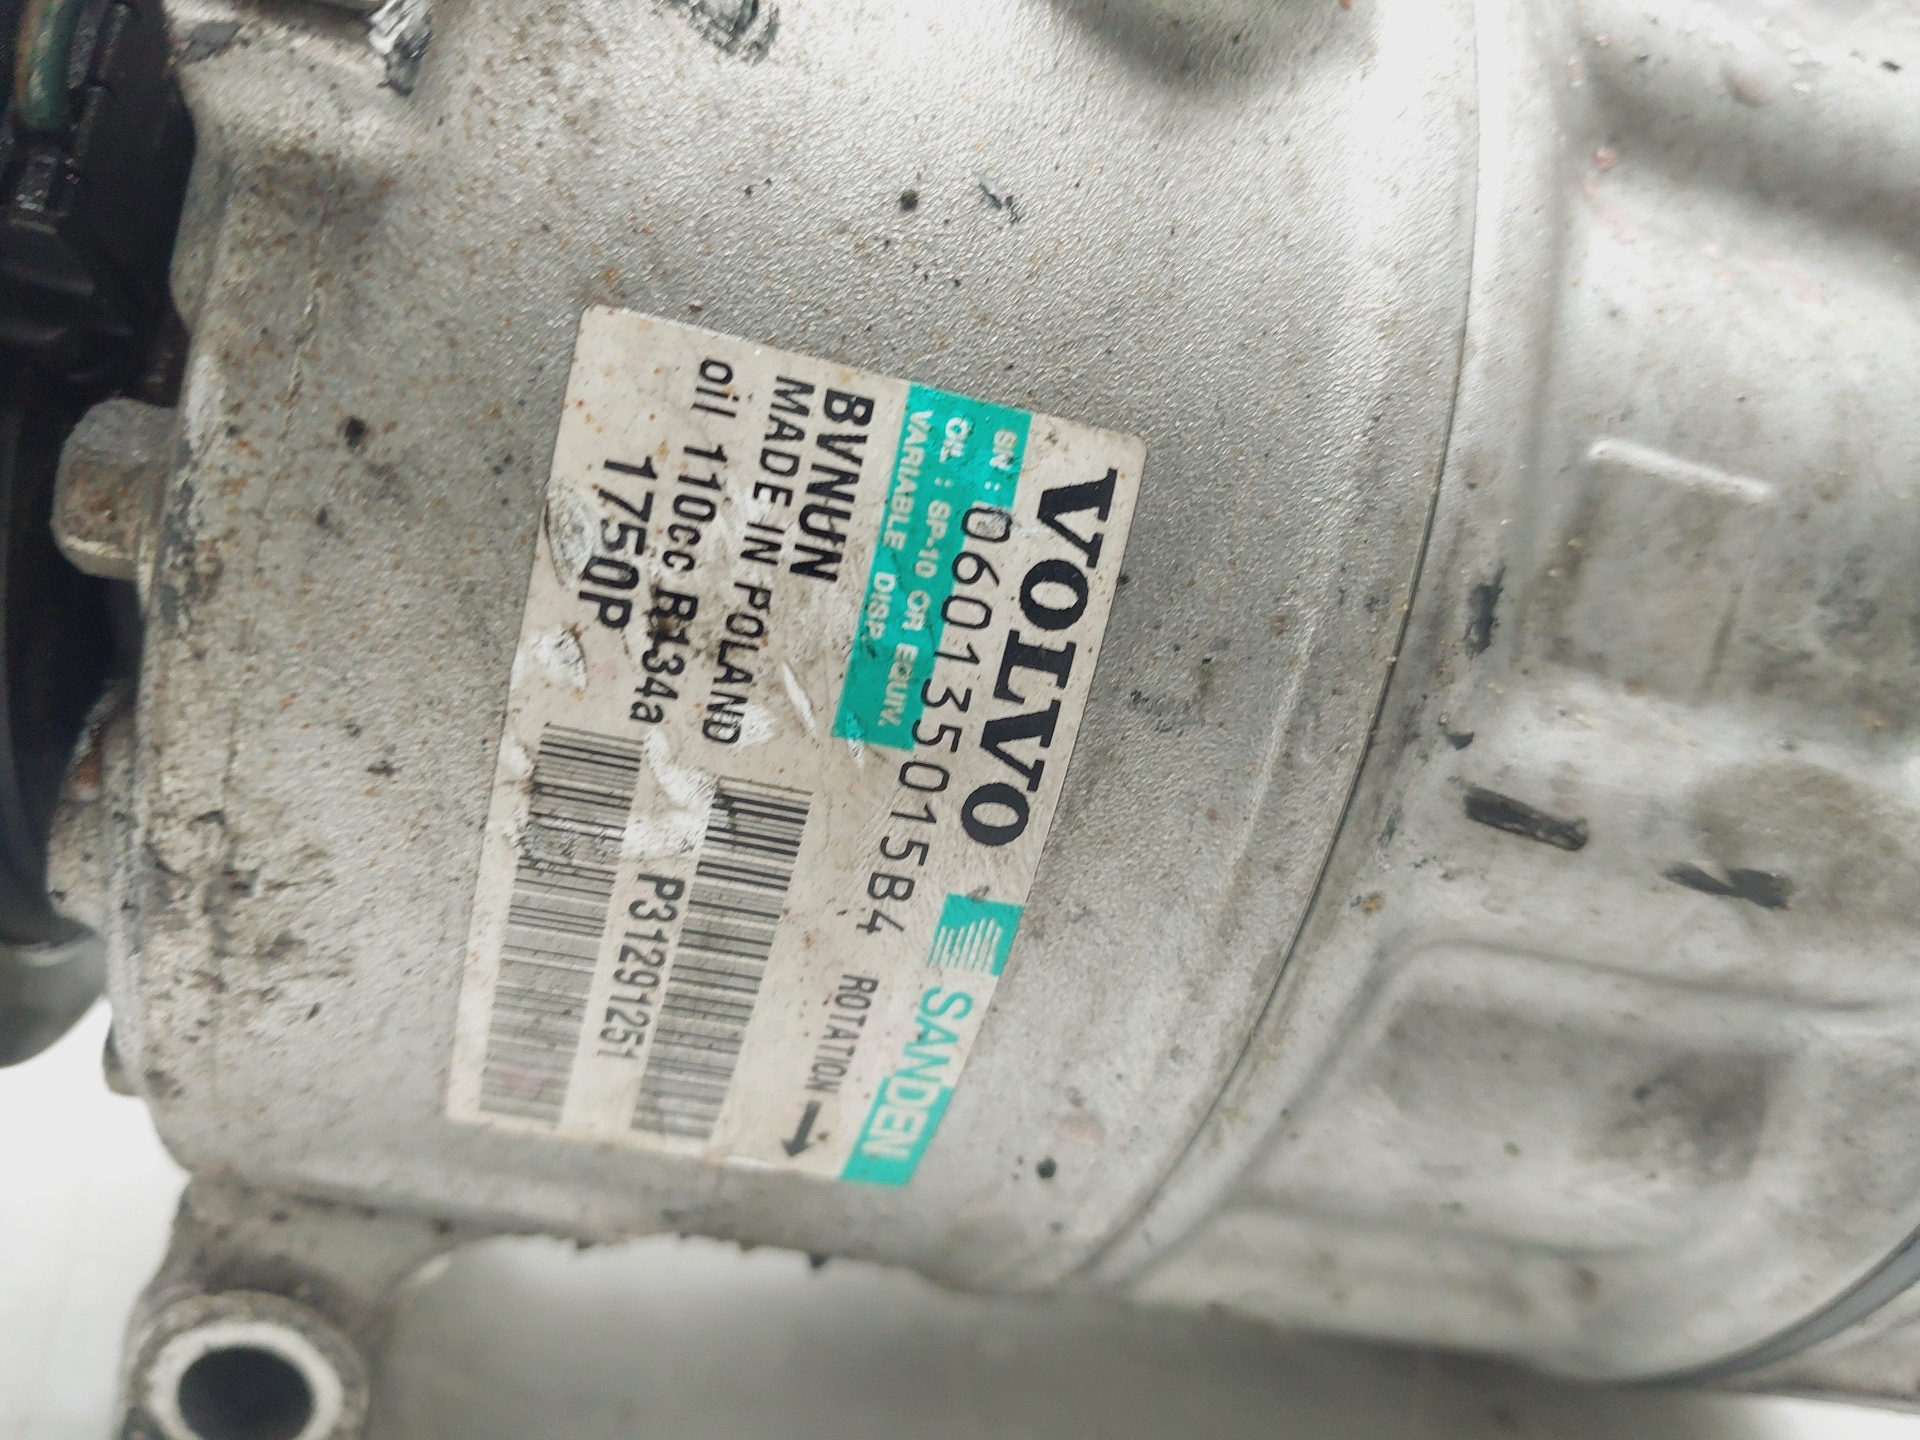 VOLVO
SANDEN
SN : 060135015B4
OIL : SP-10 OR EQUIV.
VARIABLE DISP.
ROTATION →
BVNUN
MADE IN POLAND
oil 110cc R134a
1750P
P31291251